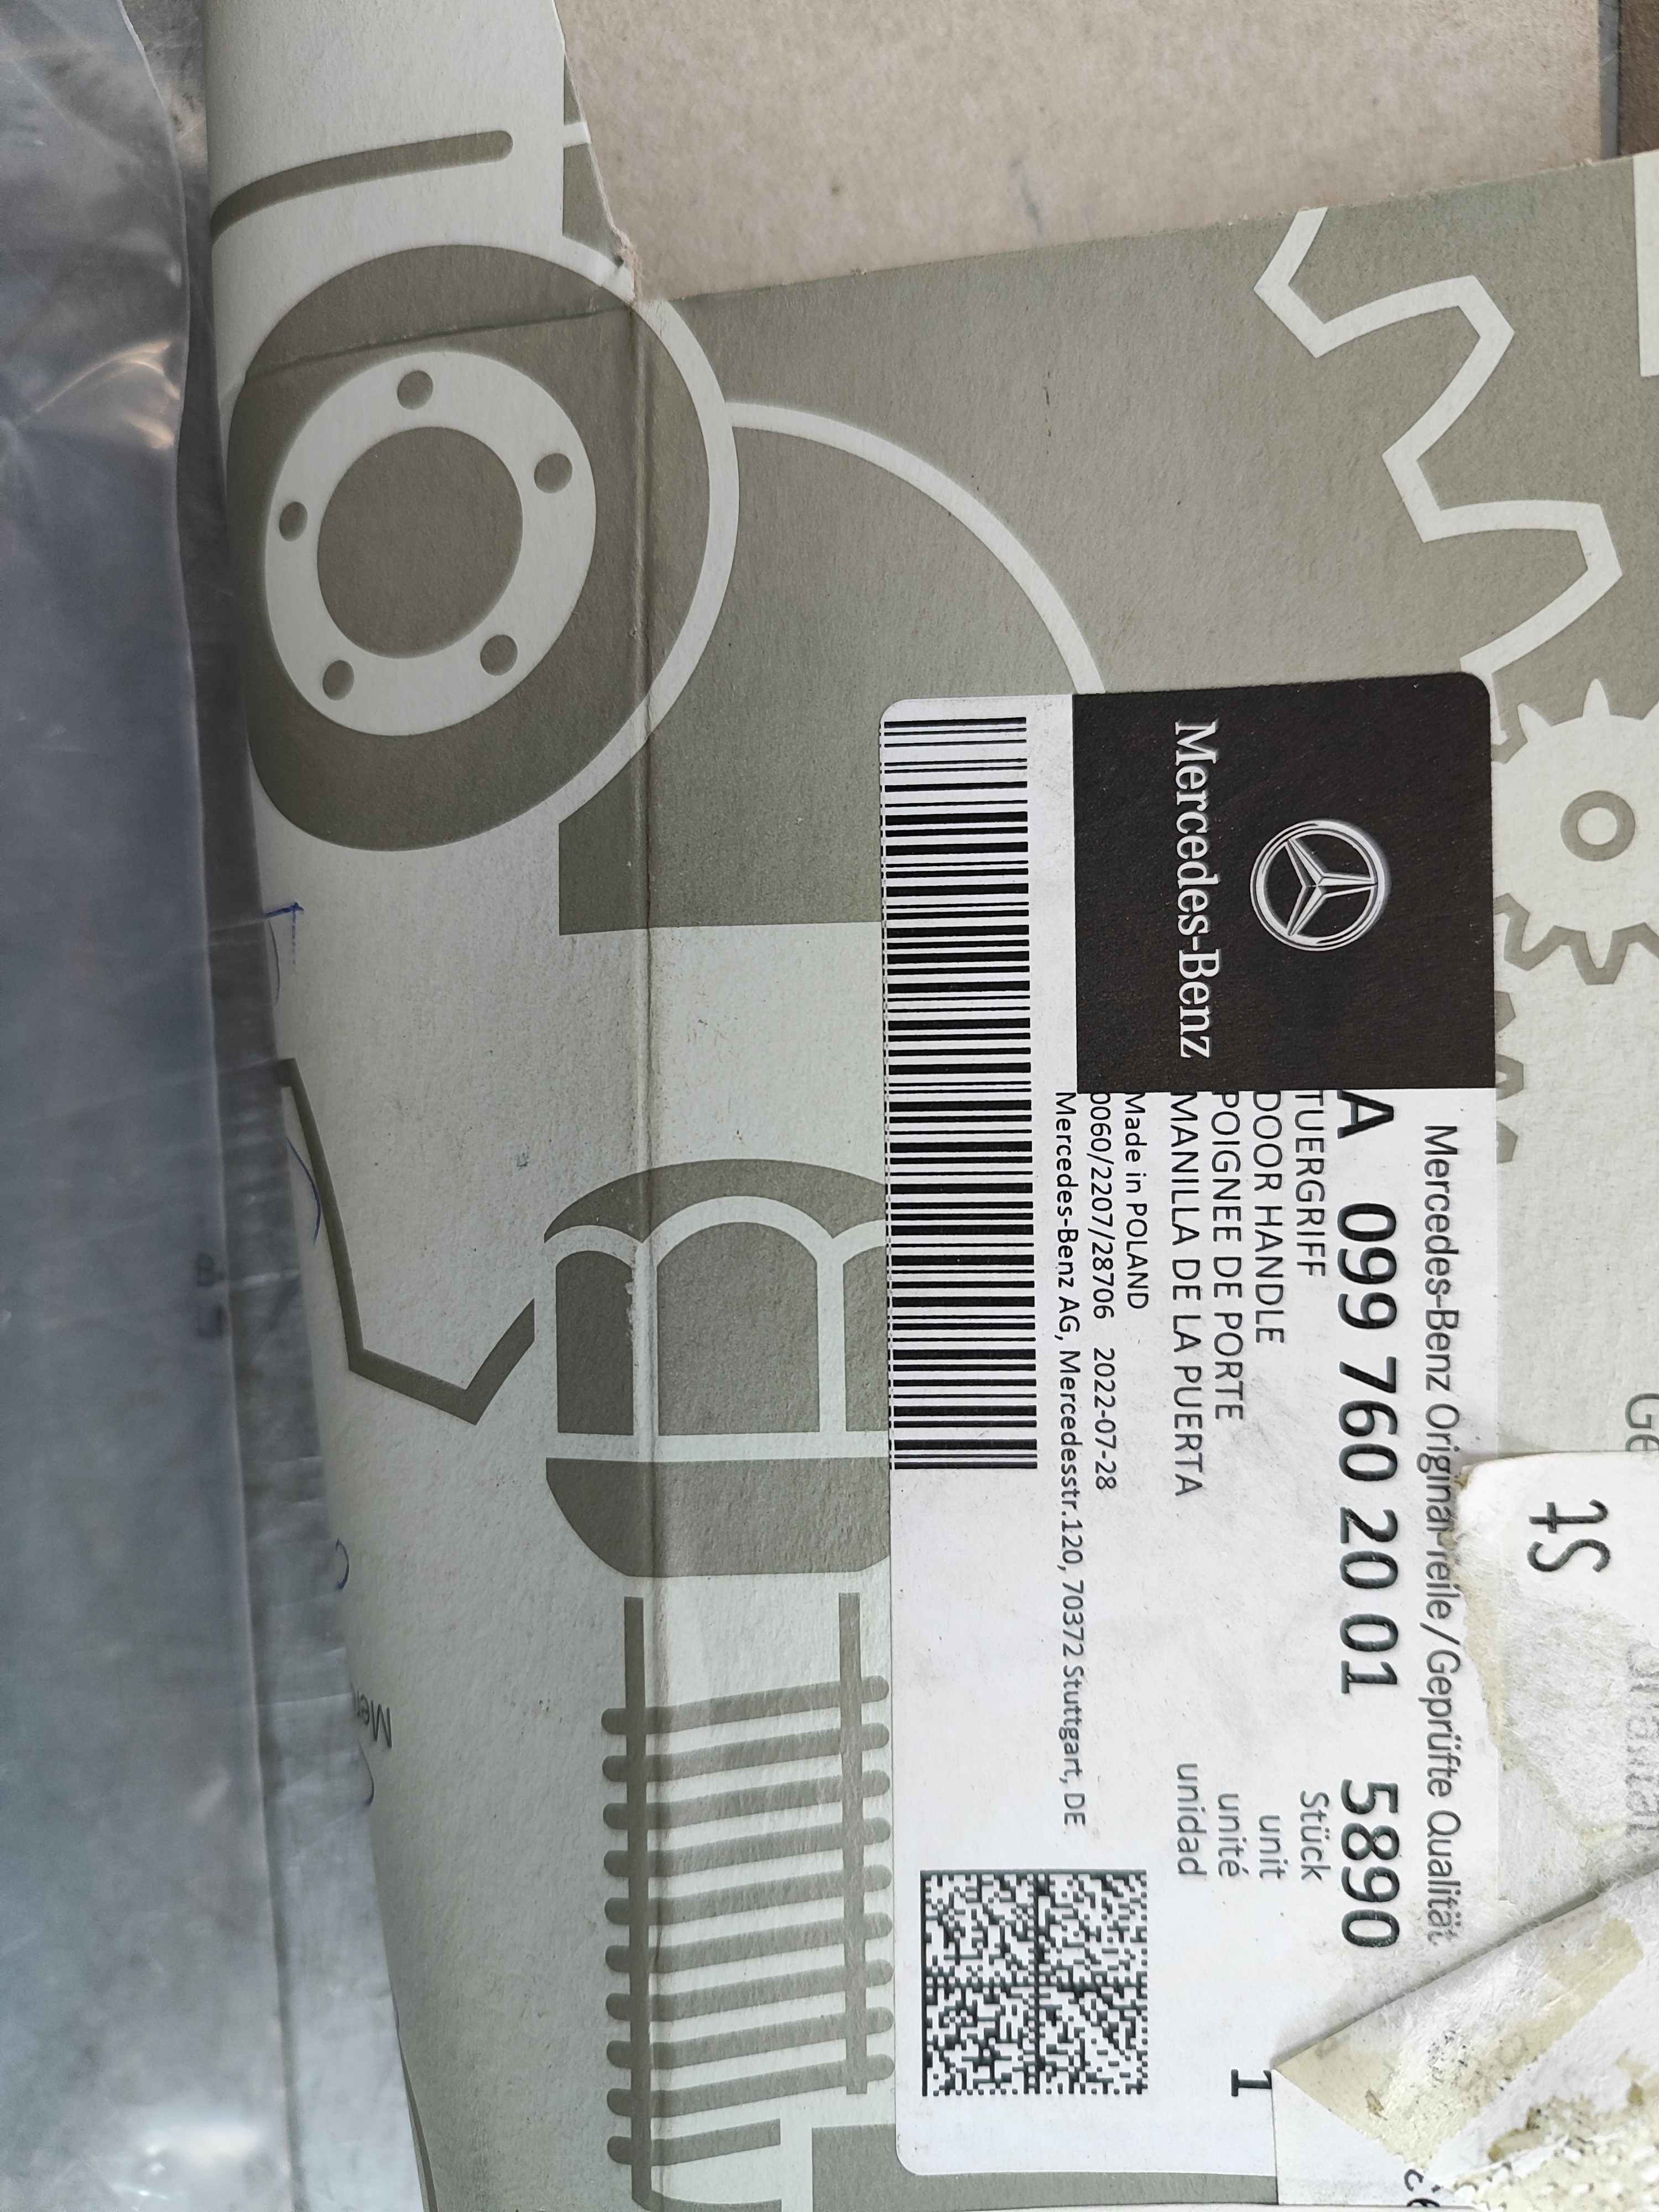 Mercedes-Benz
Mercedes-Benz Original-Teile/Geprüfte Qualität
A 099 760 20 01 5890
TUERGRIFF
DOOR HANDLE
POIGNEE DE PORTE
MANILLA DE LA PUERTA
Stück
unit
unité
unidad
1
Made in POLAND
0060/2207/28706 2022-07-28
Mercedes-Benz AG, Mercedesstr.120, 70372 Stuttgart, DE